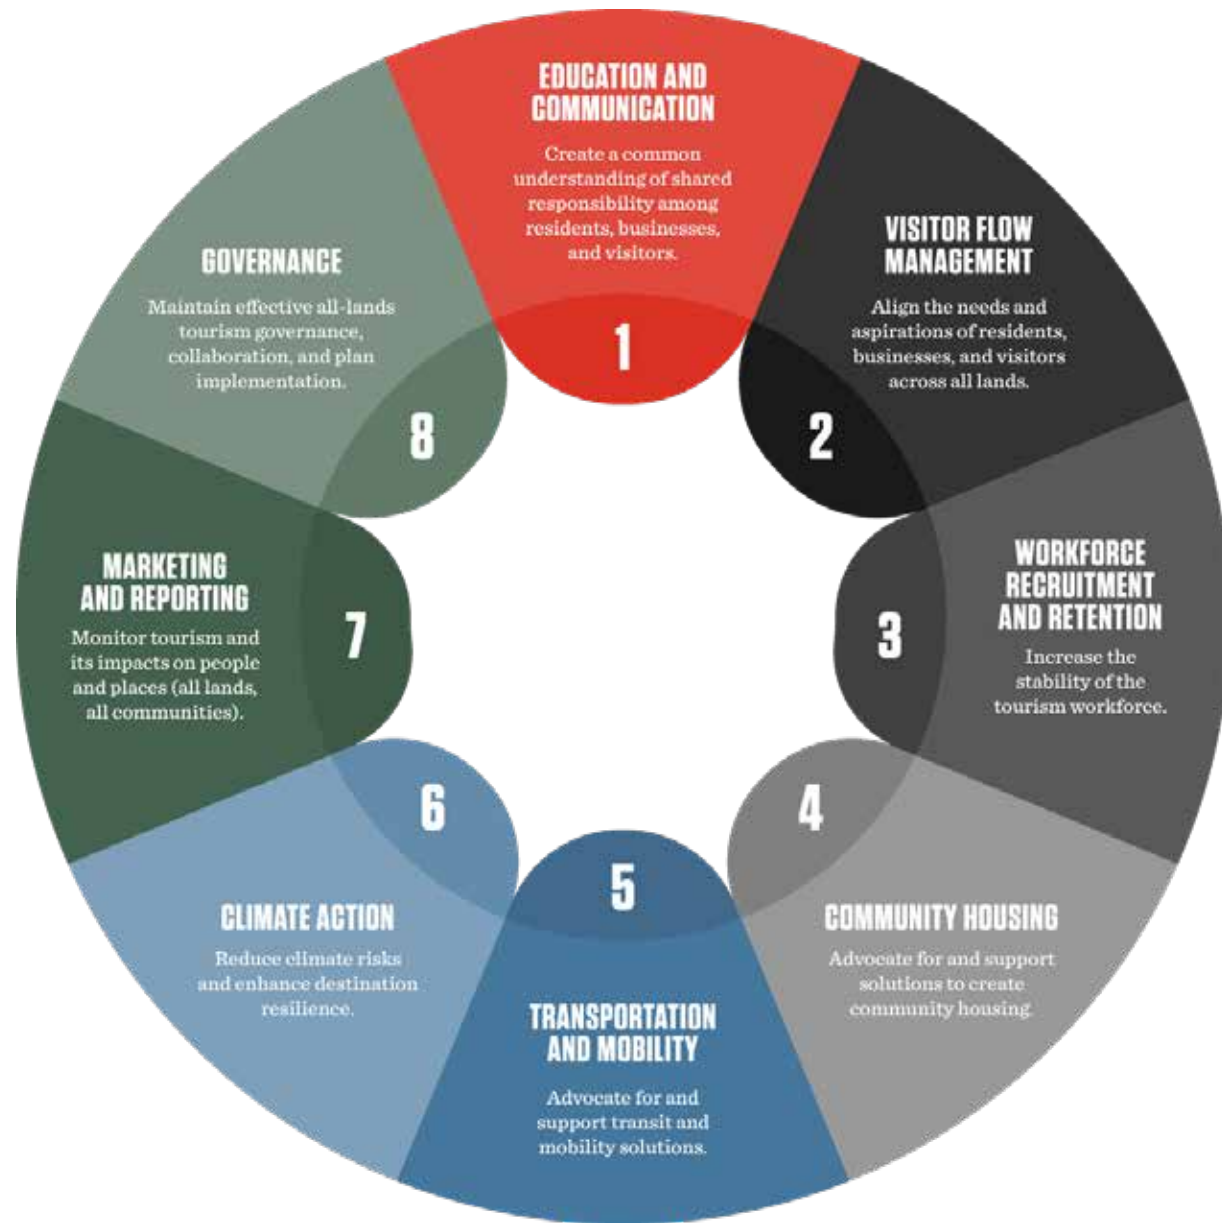 EDUCATION AND
COMMUNICATION
Create a common
understanding of shared
responsibility among
residents, businesses,
and visitors.
1
VISITOR FLOW
MANAGEMENT
Align the needs and
aspirations of residents,
businesses, and visitors
across all lands.
2
WORKFORCE
RECRUITMENT
AND RETENTION
Increase the
stability of the
tourism workforce.
3
COMMUNITY HOUSING
Advocate for and support
solutions to create
community housing.
4
TRANSPORTATION
AND MOBILITY
Advocate for and
support transit and
mobility solutions.
5
CLIMATE ACTION
Reduce climate risks
and enhance destination
resilience.
6
MARKETING
AND REPORTING
Monitor tourism and
its impacts on people
and places (all lands,
all communities).
7
GOVERNANCE
Maintain effective all-lands
tourism governance,
collaboration, and plan
implementation.
8